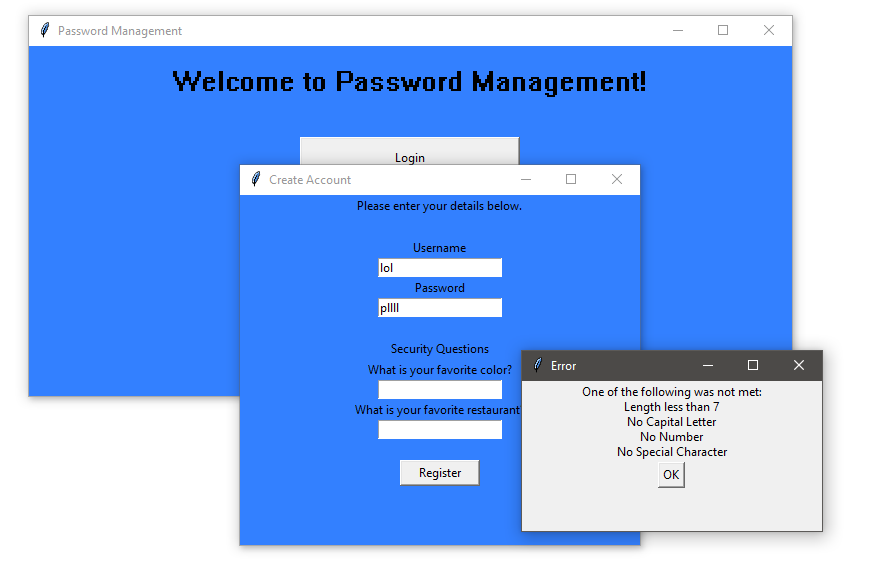 Password Management
Welcome to Password Management!
Login
Create Account
Please enter your details below.
Username
lol
Password
pllll
Security Questions
What is your favorite color?
What is your favorite restaurant
Register
Error
One of the following was not met:
Length less than 7
No Capital Letter
No Number
No Special Character
OK